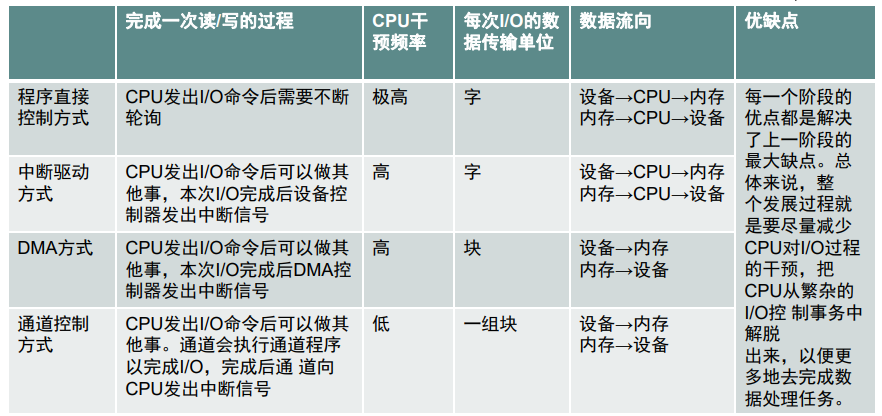 完成一次读/写的过程
CPU干
预频率
每次I/O的数
据传输单位
数据流向
优缺点
程序直接
控制方式
CPU发出I/O命令后需要不断
轮询
极高
字
设备→CPU→内存
内存→CPU→设备
每一个阶段的
优点都是解决
了上一阶段的
最大缺点。总
体来说，整
个发展过程就
是要尽量减少
CPU对I/O过程
的干预，把
CPU从繁杂的
I/O控 制事务中
解脱
出来，以便更
多地去完成数
据处理任务。
中断驱动
方式
CPU发出I/O命令后可以做其
他事，本次I/O完成后设备控
制器发出中断信号
高
字
设备→CPU→内存
内存→CPU→设备
DMA方式
CPU发出I/O命令后可以做其
他事，本次I/O完成后DMA控
制器发出中断信号
高
块
设备→内存
内存→设备
通道控制
方式
CPU发出I/O命令后可以做其
他事。通道会执行通道程序
以完成I/O，完成后通 道向
CPU发出中断信号
低
一组块
设备→内存
内存→设备